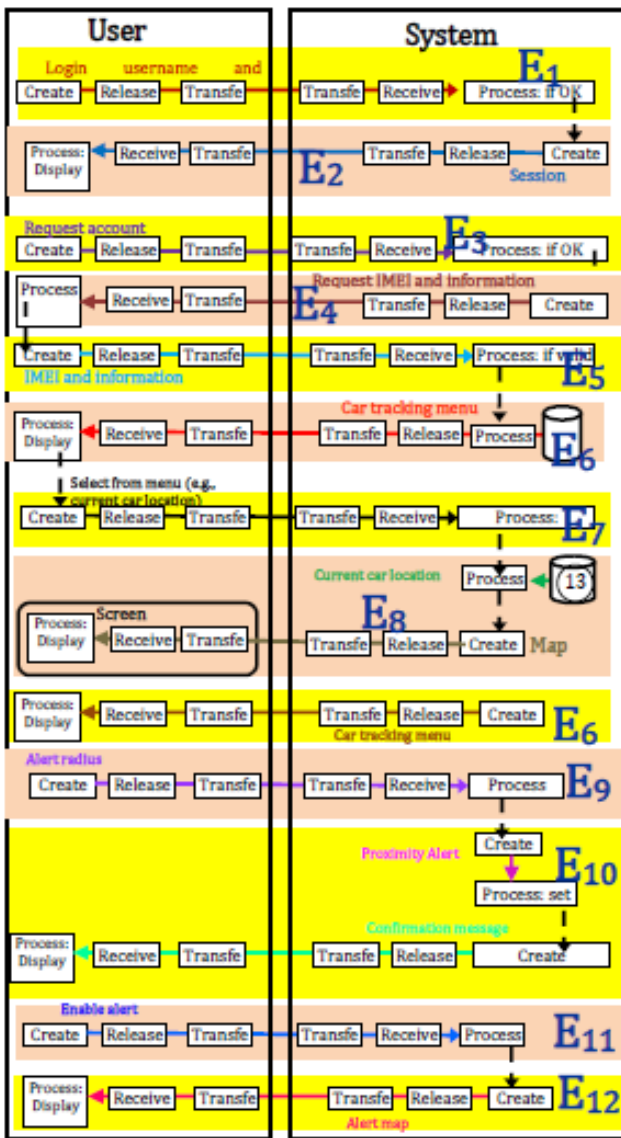 User
System
Login username and
E1
Create Release Transfe Transfe Receive Process: if OK
Process:
Display
Receive Transfe Transfe Release Create
E2
Session
Request account
E3
Create Release Transfe Transfe Receive Process: if OK
Request IMEI and information
Process
Receive Transfe Transfe Release Create
E4
Create Release Transfe Transfe Receive Process: if valid
IMEI and information
E5
Car tracking menu
Process:
Display
Receive Transfe Transfe Release Process
E6
Select from menu (e.g.,
current car location)
Create Release Transfe Transfe Receive Process:
E7
Current car location
Process
13
E8
Screen
Process:
Display
Receive Transfe Transfe Release Create
Map
Process:
Display
Receive Transfe Transfe Release Create
E6
Car tracking menu
Alert radius
Create Release Transfe Transfe Receive Process
E9
Create
Proximity Alert
E10
Process: set
Confirmation message
Process:
Display
Receive Transfe Transfe Release Create
Enable alert
Create Release Transfe Transfe Receive Process
E11
Process:
Display
Receive Transfe Transfe Release Create
E12
Alert map